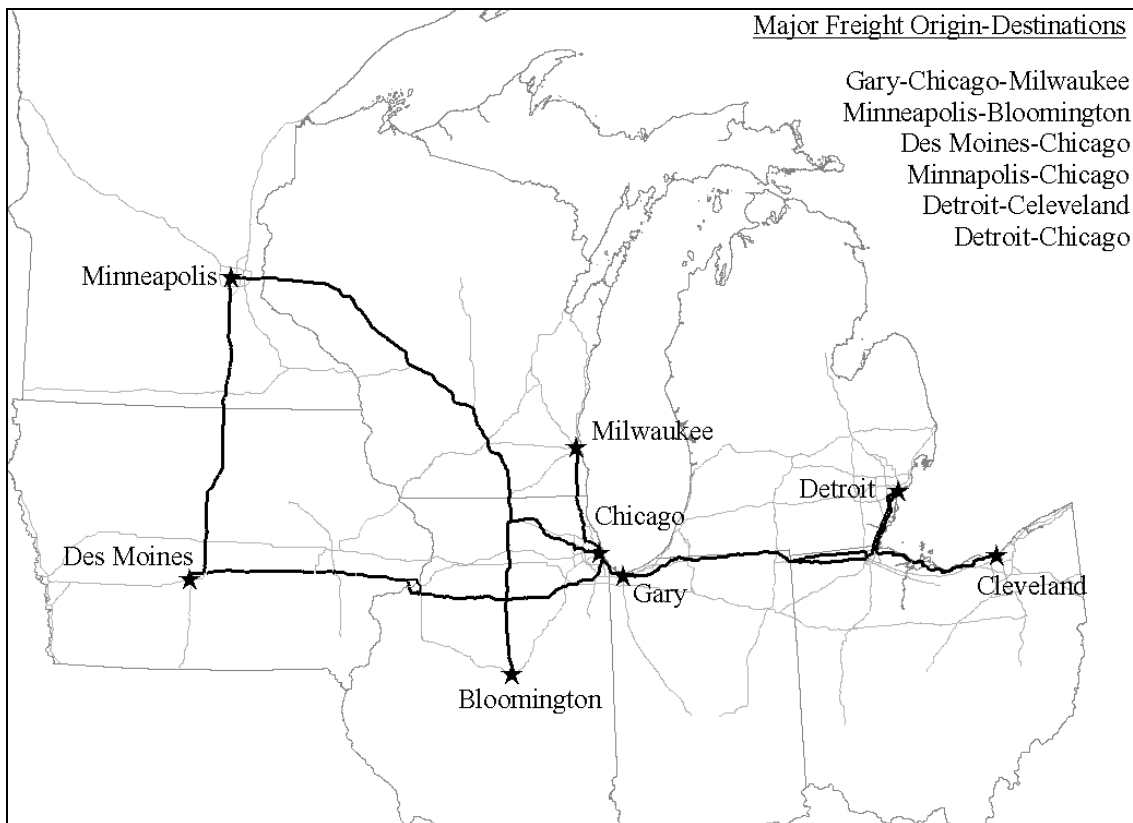 Major Freight Origin-Destinations
Gary-Chicago-Milwaukee
Minneapolis-Bloomington
Des Moines-Chicago
Minnapolis-Chicago
Detroit-Celeveland
Detroit-Chicago
Minneapolis
Milwaukee
Detroit
Chicago
Des Moines
Gary
Cleveland
Bloomington